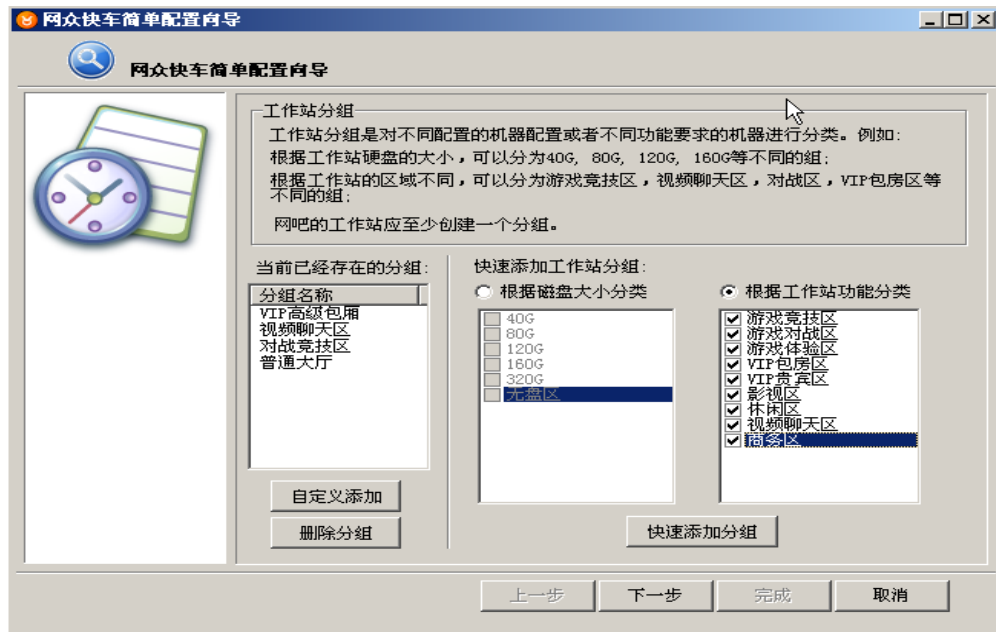 网众快车简单配置向导
网众快车简单配置向导
工作站分组
工作站分组是对不同配置的机器配置或者不同功能要求的机器进行分类。例如:
根据工作站硬盘的大小，可以分为40G, 80G, 120G, 160G等不同的组;
根据工作站的区域不同，可以分为游戏竞技区，视频聊天区，对战区，VIP包房区等
不同的组;
网吧的工作站应至少创建一个分组。
当前已经存在的分组:
分组名称
VIP高级包厢
视频聊天区
对战竞技区
普通大厅
自定义添加
删除分组
快速添加工作站分组:
根据磁盘大小分类
40G
80G
120G
160G
320G
无盘区
根据工作站功能分类
游戏竞技区
游戏对战区
游戏体验区
VIP包房区
VIP贵宾区
影视区
休闲区
视频聊天区
商务区
快速添加分组
上一步
下一步
完成
取消